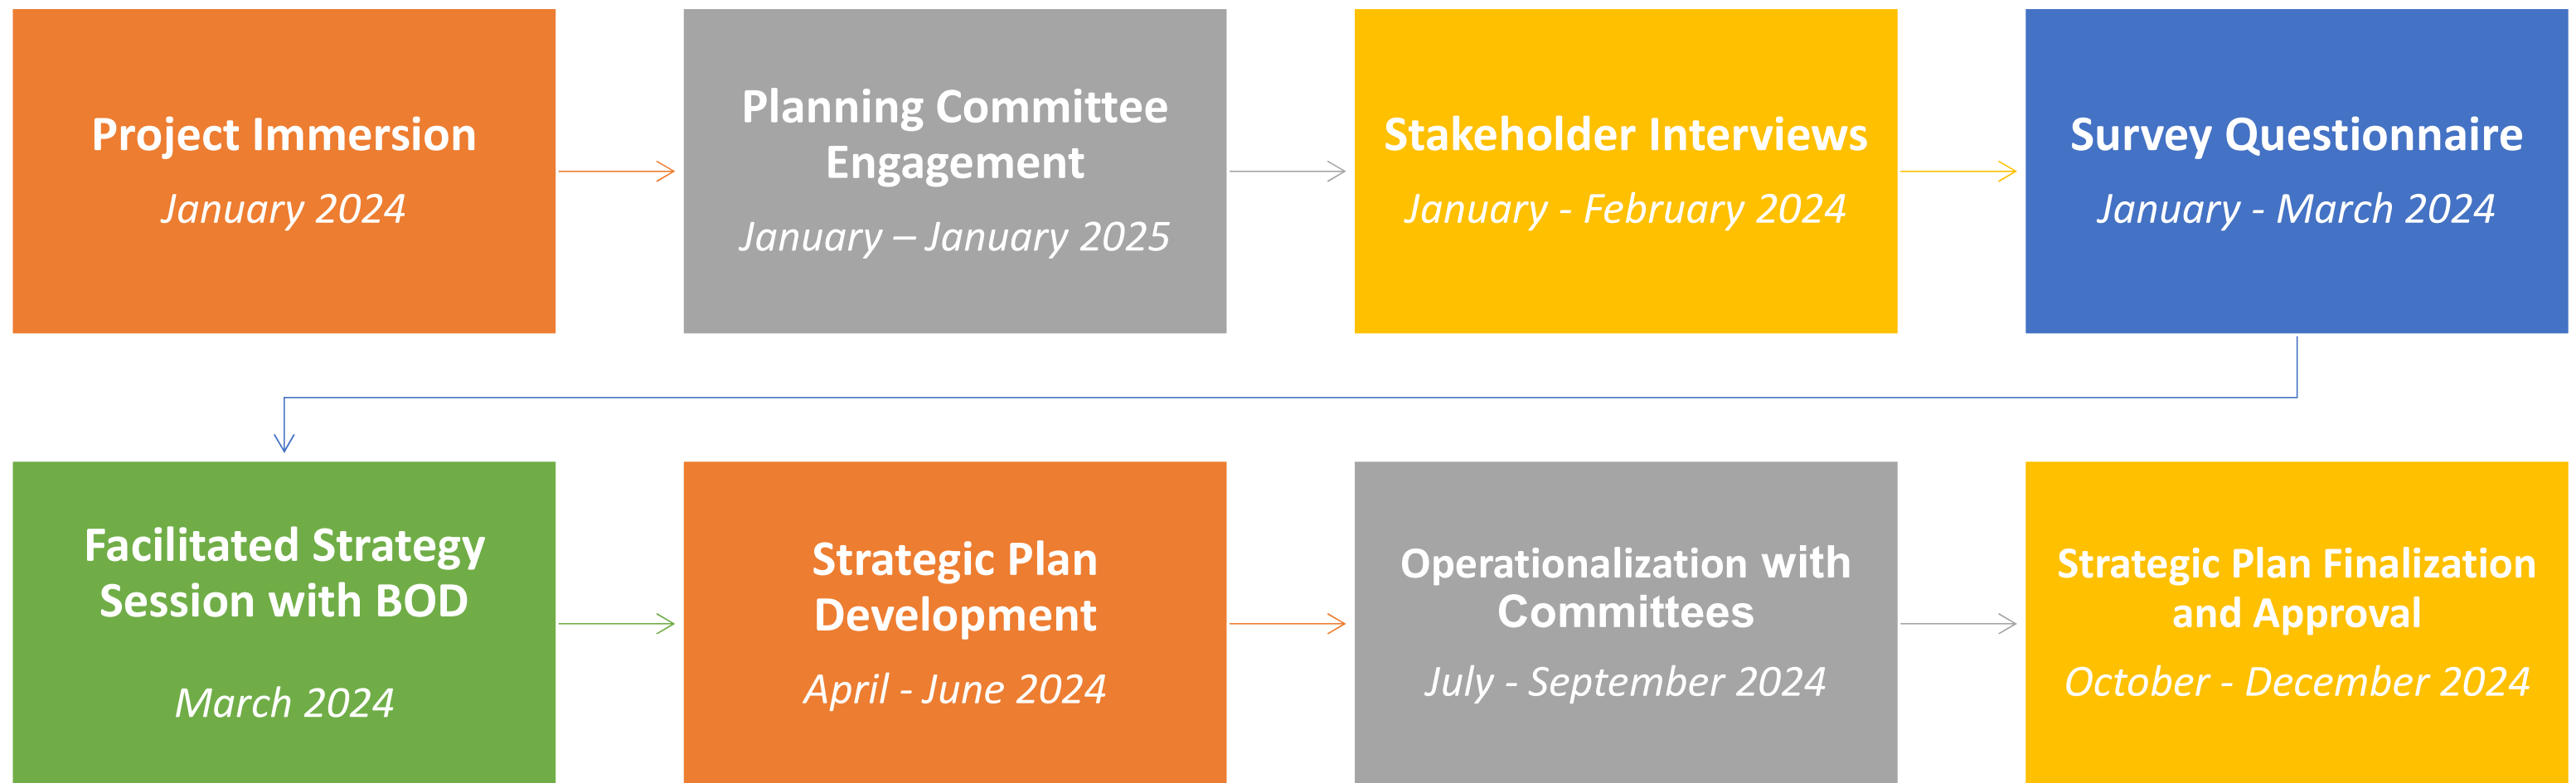 Project Immersion
January 2024
Planning Committee
Engagement
January – January 2025
Stakeholder Interviews
January - February 2024
Survey Questionnaire
January - March 2024
Facilitated Strategy
Session with BOD
March 2024
Strategic Plan
Development
April - June 2024
Operationalization with
Committees
July - September 2024
Strategic Plan Finalization
and Approval
October - December 2024